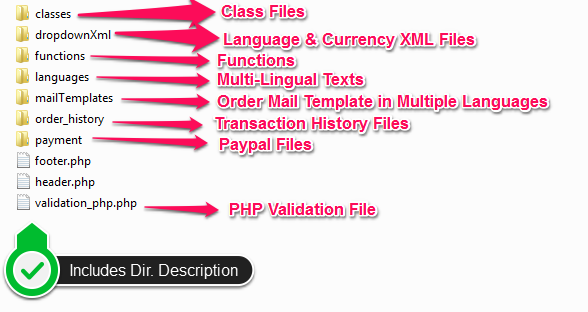 classes Class Files
dropdownXml Language & Currency XML Files
functions Functions
languages Multi-Lingual Texts
mailTemplates Order Mail Template in Multiple Languages
order_history Transaction History Files
payment Paypal Files
footer.php
header.php
validation_php.php PHP Validation File
Includes Dir. Description